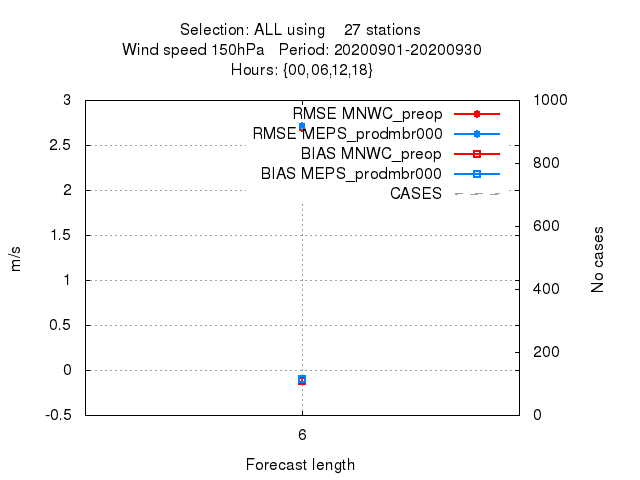 Selection: ALL using    27 stations
Wind speed 150hPa   Period: 20200901-20200930
Hours: {00,06,12,18}
3
2.5
2
1.5
1
0.5
0
-0.5
m/s
RMSE MNWC_preop
RMSE MEPS_prodmbr000
BIAS MNWC_preop
BIAS MEPS_prodmbr000
CASES
1000
800
600
400
200
0
No cases
6
Forecast length